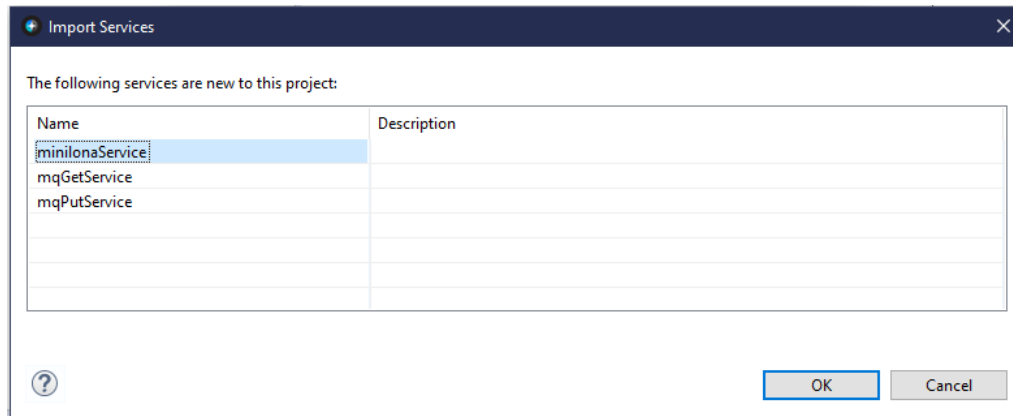 Import Services
The following services are new to this project:
Name Description
minilonaService
mqGetService
mqPutService
? OK Cancel